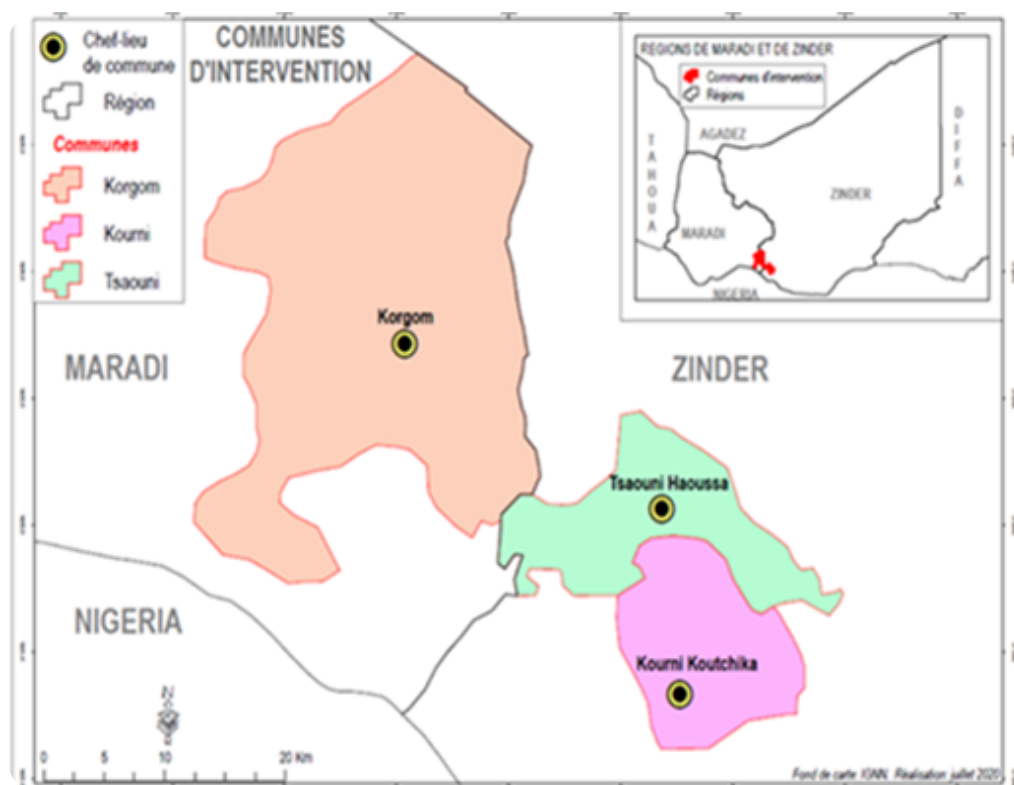 COMMUNES
D'INTERVENTION
Chef-lieu
de commune
Région
Communes
Korgom
Kourni
Tsaouni
REGIONS DE MARADI ET DE ZINDER
Communes d'intervention
Régions
AGADEZ
TAHOUA
DIFFA
ZINDER
MARADI
NIGERIA
Korgom
MARADI
ZINDER
Tsaouni Haoussa
NIGERIA
Kourni Koutchika
N
0 5 10 20 Km
Fond de carte IGNN. Réalisation juillet 2020